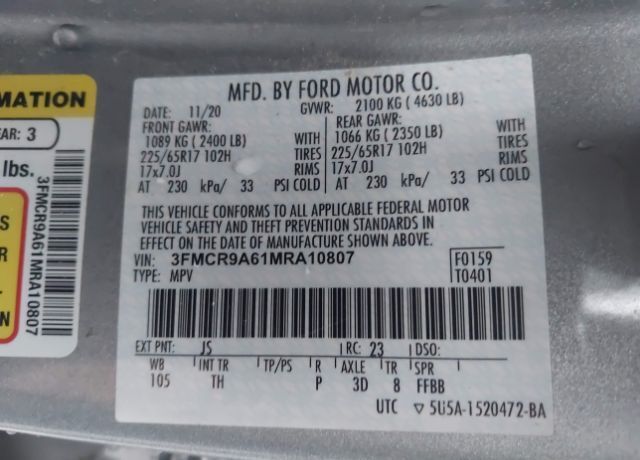 MATION
EAR: 3
lbs.
S
R
N
3FMCR9A61MRA10807
MFD. BY FORD MOTOR CO.
DATE: 11/20 GVWR: 2100 KG ( 4630 LB)
FRONT GAWR: REAR GAWR:
1089 KG ( 2400 LB) WITH 1066 KG ( 2350 LB) WITH
225/65R17 102H TIRES 225/65R17 102H TIRES
17x7.0J RIMS 17x7.0J RIMS
AT 230 kPa/ 33 PSI COLD AT 230 kPa/ 33 PSI COLD
THIS VEHICLE CONFORMS TO ALL APPLICABLE FEDERAL MOTOR
VEHICLE SAFETY AND THEFT PREVENTION STANDARDS IN
EFFECT ON THE DATE OF MANUFACTURE SHOWN ABOVE.
VIN: 3FMCR9A61MRA10807 F0159
TYPE: MPV T0401
EXT PNT: JS RC: 23 DSO:
WB INT TR TP/PS R AXLE TR SPR
105 TH P 3D 8 FFBB
UTC ▽ 5U5A-1520472-BA